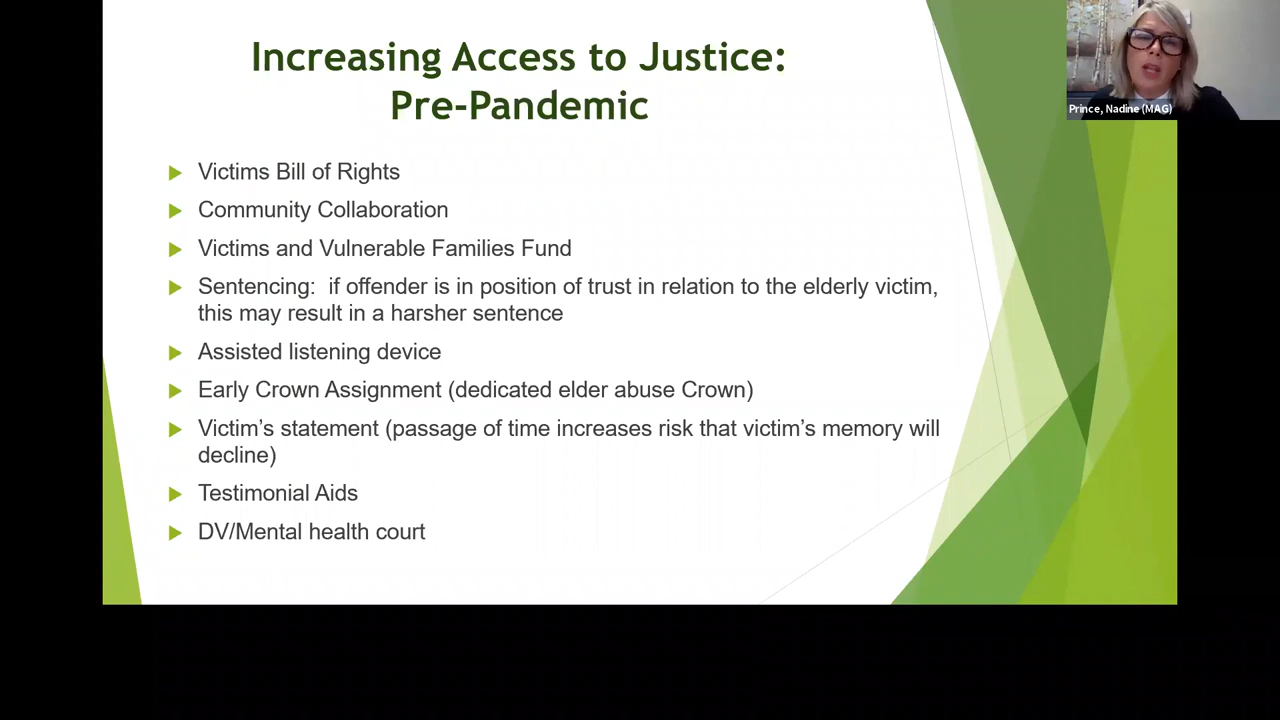 Increasing Access to Justice:
Pre-Pandemic
Prince, Nadine (MAG)
Victims Bill of Rights
Community Collaboration
Victims and Vulnerable Families Fund
Sentencing:  if offender is in position of trust in relation to the elderly victim,
this may result in a harsher sentence
Assisted listening device
Early Crown Assignment (dedicated elder abuse Crown)
Victim’s statement (passage of time increases risk that victim’s memory will
decline)
Testimonial Aids
DV/Mental health court